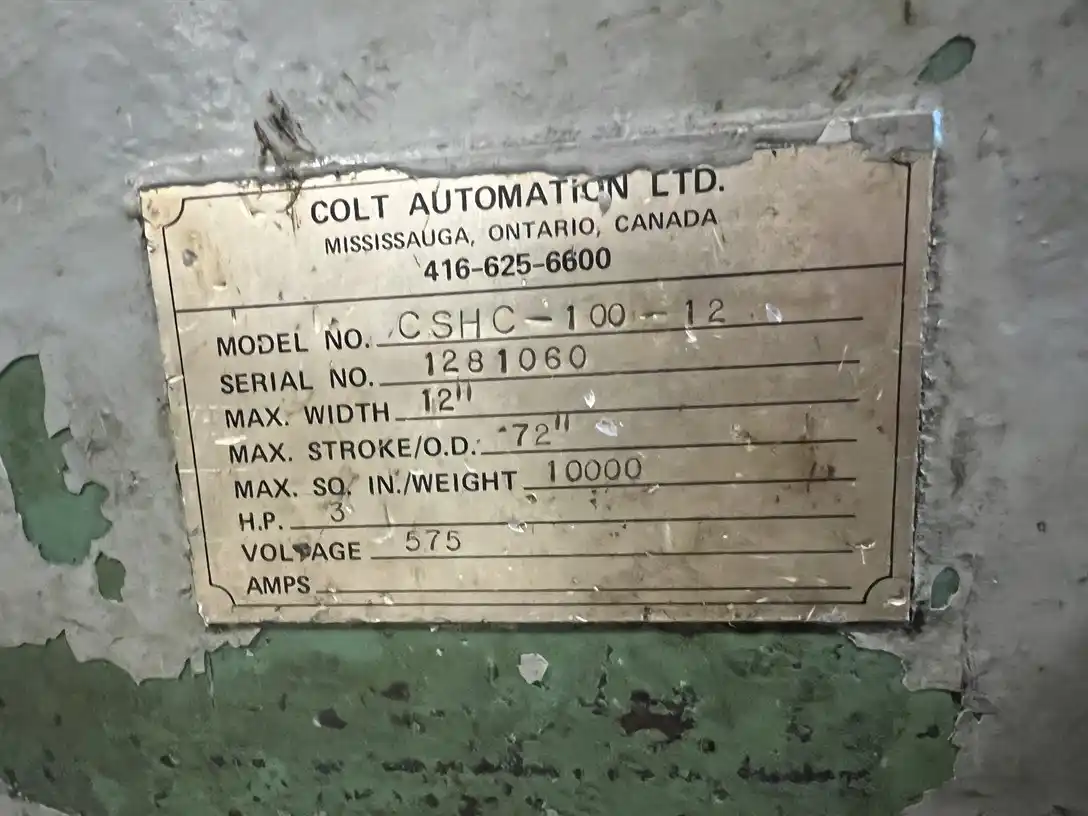 COLT AUTOMATION LTD.
MISSISSAUGA, ONTARIO, CANADA
416-625-6600
MODEL NO. CSHC-100-12
SERIAL NO. 1281060
MAX. WIDTH 12"
MAX. STROKE/O.D. 72"
MAX. SQ. IN./WEIGHT 10000
H.P. 3
VOLTAGE 575
AMPS